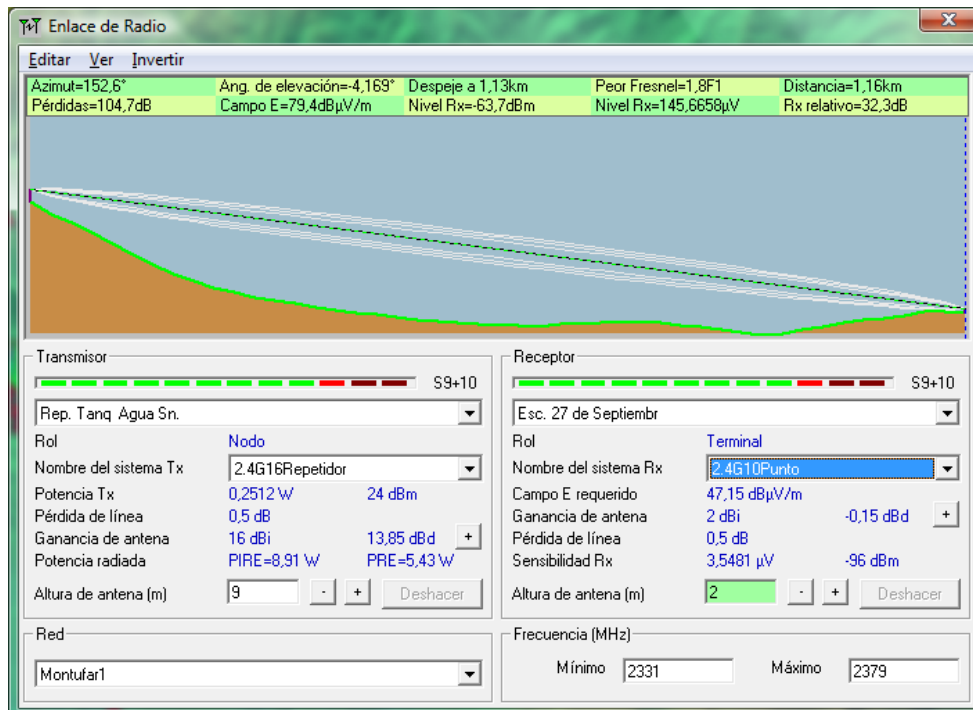 Enlace de Radio
Editar Ver Invertir
Azimut=152,6° Ang. de elevación=-4,169° Despeje a 1,13km Peor Fresnel=1,8F1 Distancia=1,16km
Pérdidas=104,7dB Campo E=79,4dBµV/m Nivel Rx=-63,7dBm Nivel Rx=145,6658µV Rx relativo=32,3dB
Transmisor
S9+10
Rep. Tanq Agua Sn.
Rol Nodo
Nombre del sistema Tx 2.4G16Repetidor
Potencia Tx 0,2512 W 24 dBm
Pérdida de línea 0,5 dB
Ganancia de antena 16 dBi 13,85 dBd +
Potencia radiada PIRE=8,91 W PRE=5,43 W
Altura de antena (m) 9 - + Deshacer
Receptor
S9+10
Esc. 27 de Septiembr
Rol Terminal
Nombre del sistema Rx 2.4G10Punto
Campo E requerido 47,15 dBµV/m
Ganancia de antena 2 dBi -0,15 dBd +
Pérdida de línea 0,5 dB
Sensibilidad Rx 3,5481 µV -96 dBm
Altura de antena (m) 2 - + Deshacer
Red
Montufar1
Frecuencia (MHz)
Mínimo 2331 Máximo 2379